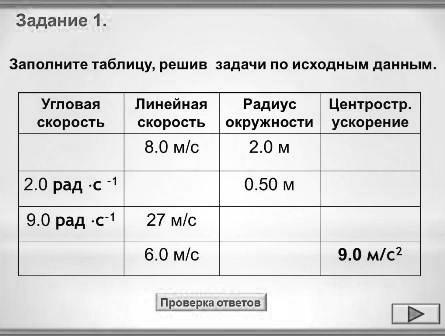 Задание 1.
Заполните таблицу, решив задачи по исходным данным.
Угловая скорость Линейная скорость Радиус окружности Центростр. ускорение
8.0 м/с 2.0 м
2.0 рад ·с -1 0.50 м
9.0 рад ·с-1 27 м/с
6.0 м/с 9.0 м/с2
Проверка ответов